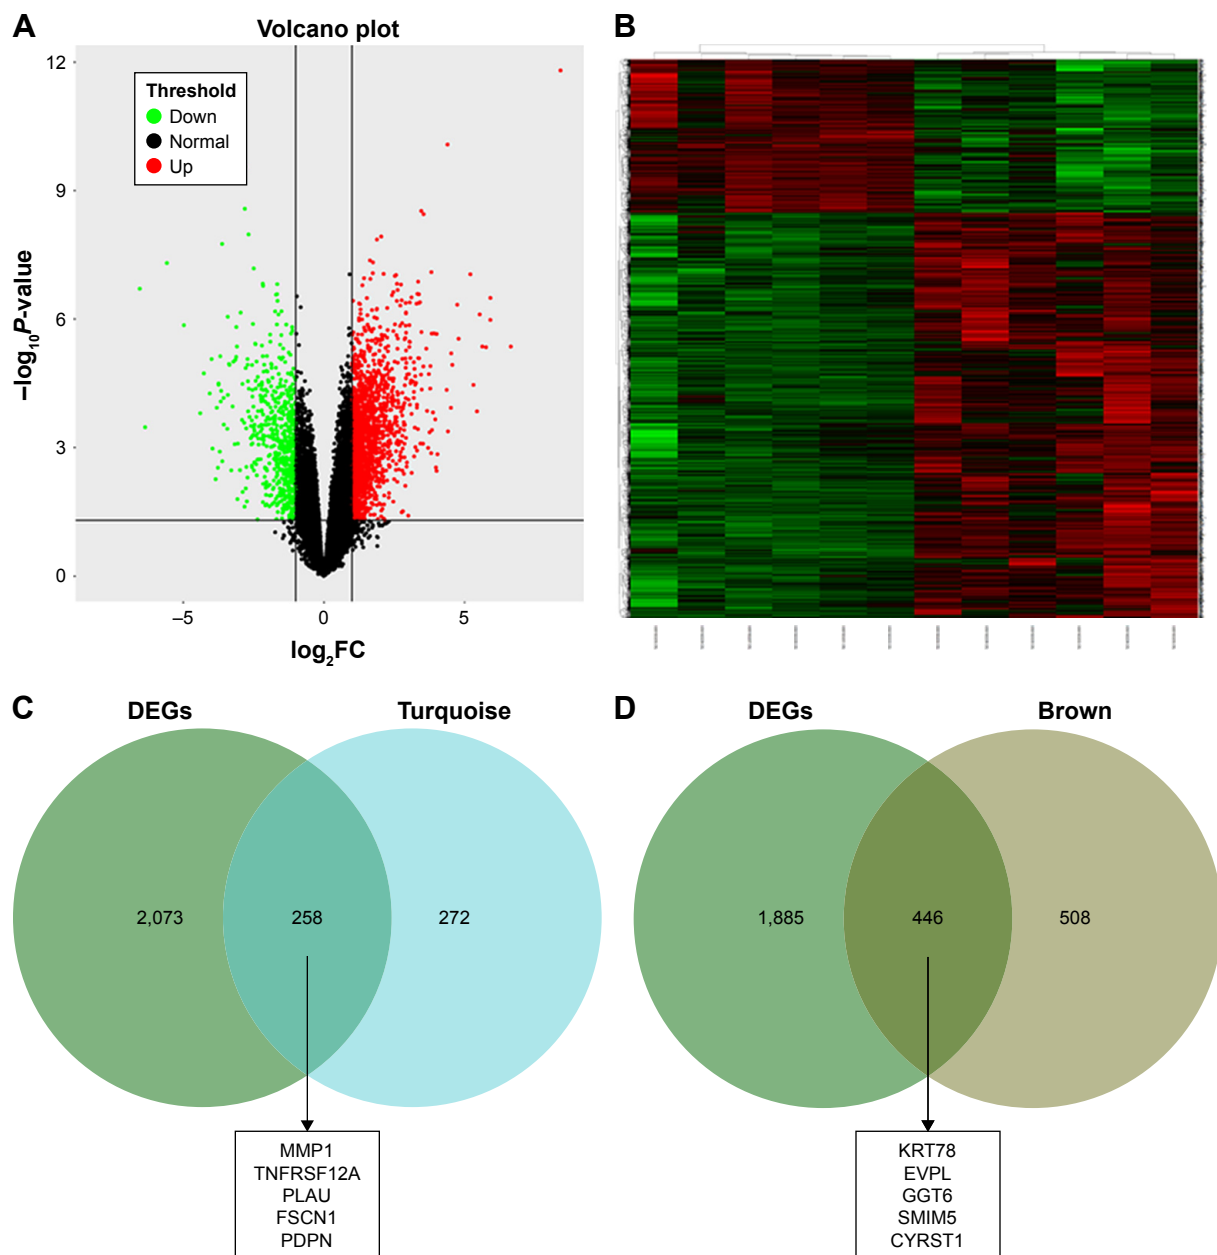 A
Volcano plot
12
9
6
3
0
–log₁₀P-value
Threshold
Down
Normal
Up
–5
0
5
log₂FC
B
C
DEGs
Turquoise
2,073
258
272
MMP1
TNFRSF12A
PLAU
FSCN1
PDPN
D
DEGs
Brown
1,885
446
508
KRT78
EVPL
GGT6
SMIM5
CYRST1